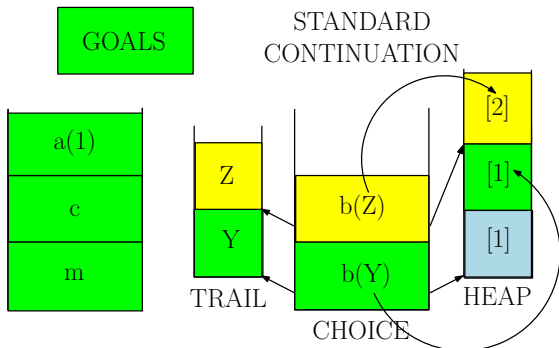 GOALS
STANDARD
CONTINUATION
a(1)
c
m
Z
Y
TRAIL
b(Z)
b(Y)
CHOICE
[2]
[1]
[1]
HEAP